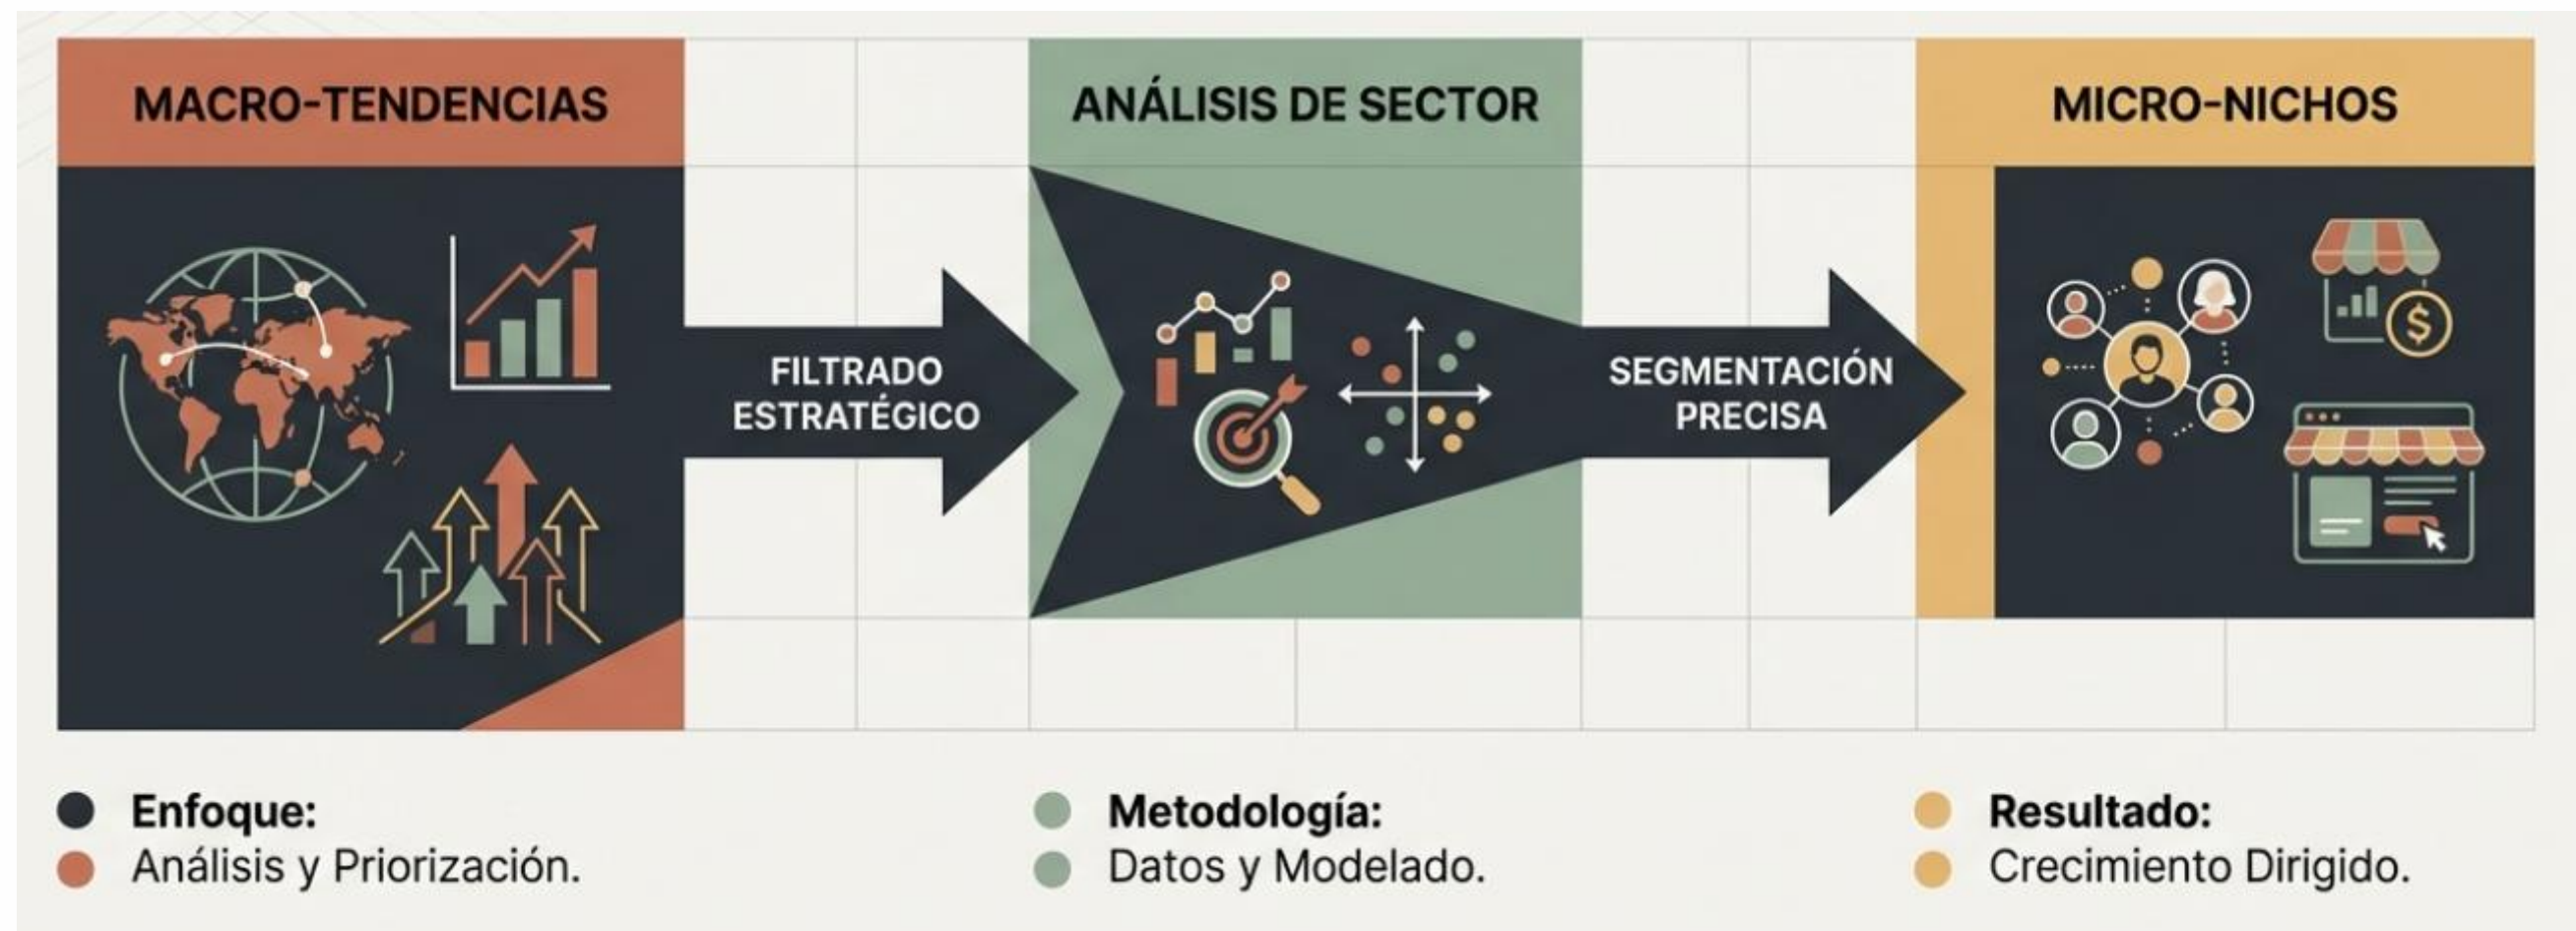 MACRO-TENDENCIAS
ANÁLISIS DE SECTOR
MICRO-NICHOS
FILTRADO
ESTRATÉGICO
SEGMENTACIÓN
PRECISA
$
Enfoque:
Análisis y Priorización.
Metodología:
Datos y Modelado.
Resultado:
Crecimiento Dirigido.